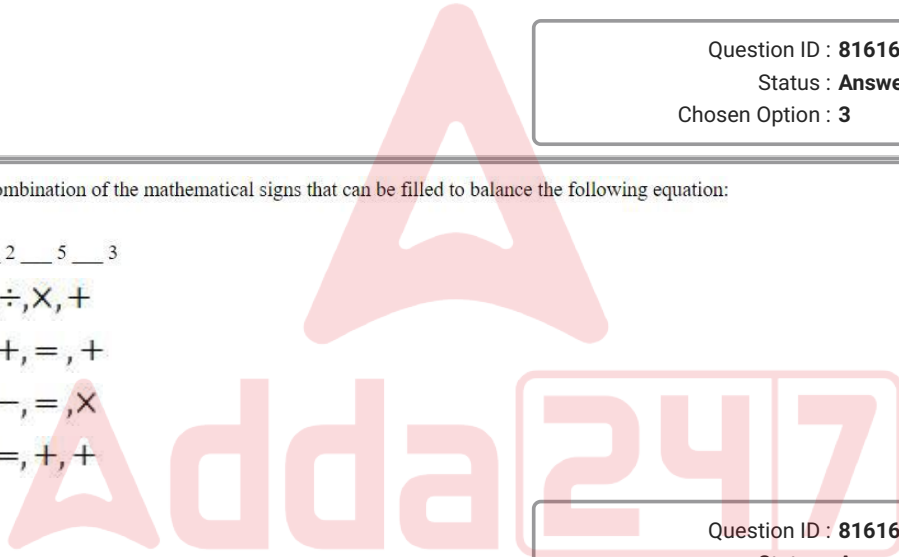 Question ID : 81616
Status : Answe
Chosen Option : 3
ombination of the mathematical signs that can be filled to balance the following equation:
2 ___ 5 ___ 3
÷,×,+
+, = , +
−, = ,×
=, +, +
Adda247
Question ID : 81616